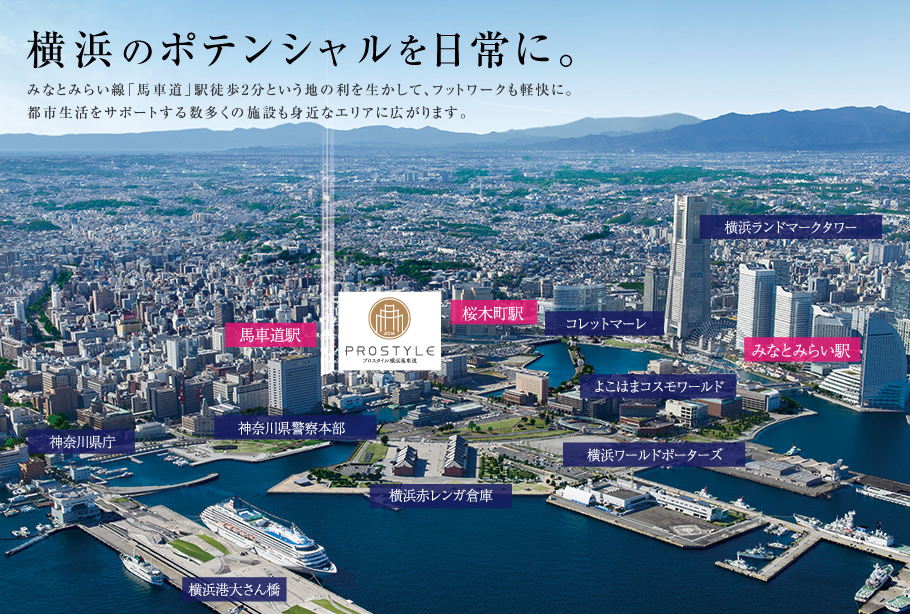 横浜のポテンシャルを日常に。
みなとみらい線「馬車道」駅徒歩2分という地の利を生かして、フットワークも軽快に。
都市生活をサポートする数多くの施設も身近なエリアに広がります。
横浜ランドマークタワー
桜木町駅
コレットマーレ
馬車道駅
PROSTYLE
プロスタイル横浜馬車道
みなとみらい駅
よこはまコスモワールド
神奈川県庁
神奈川県警察本部
横浜ワールドポーターズ
横浜赤レンガ倉庫
横浜港大さん橋